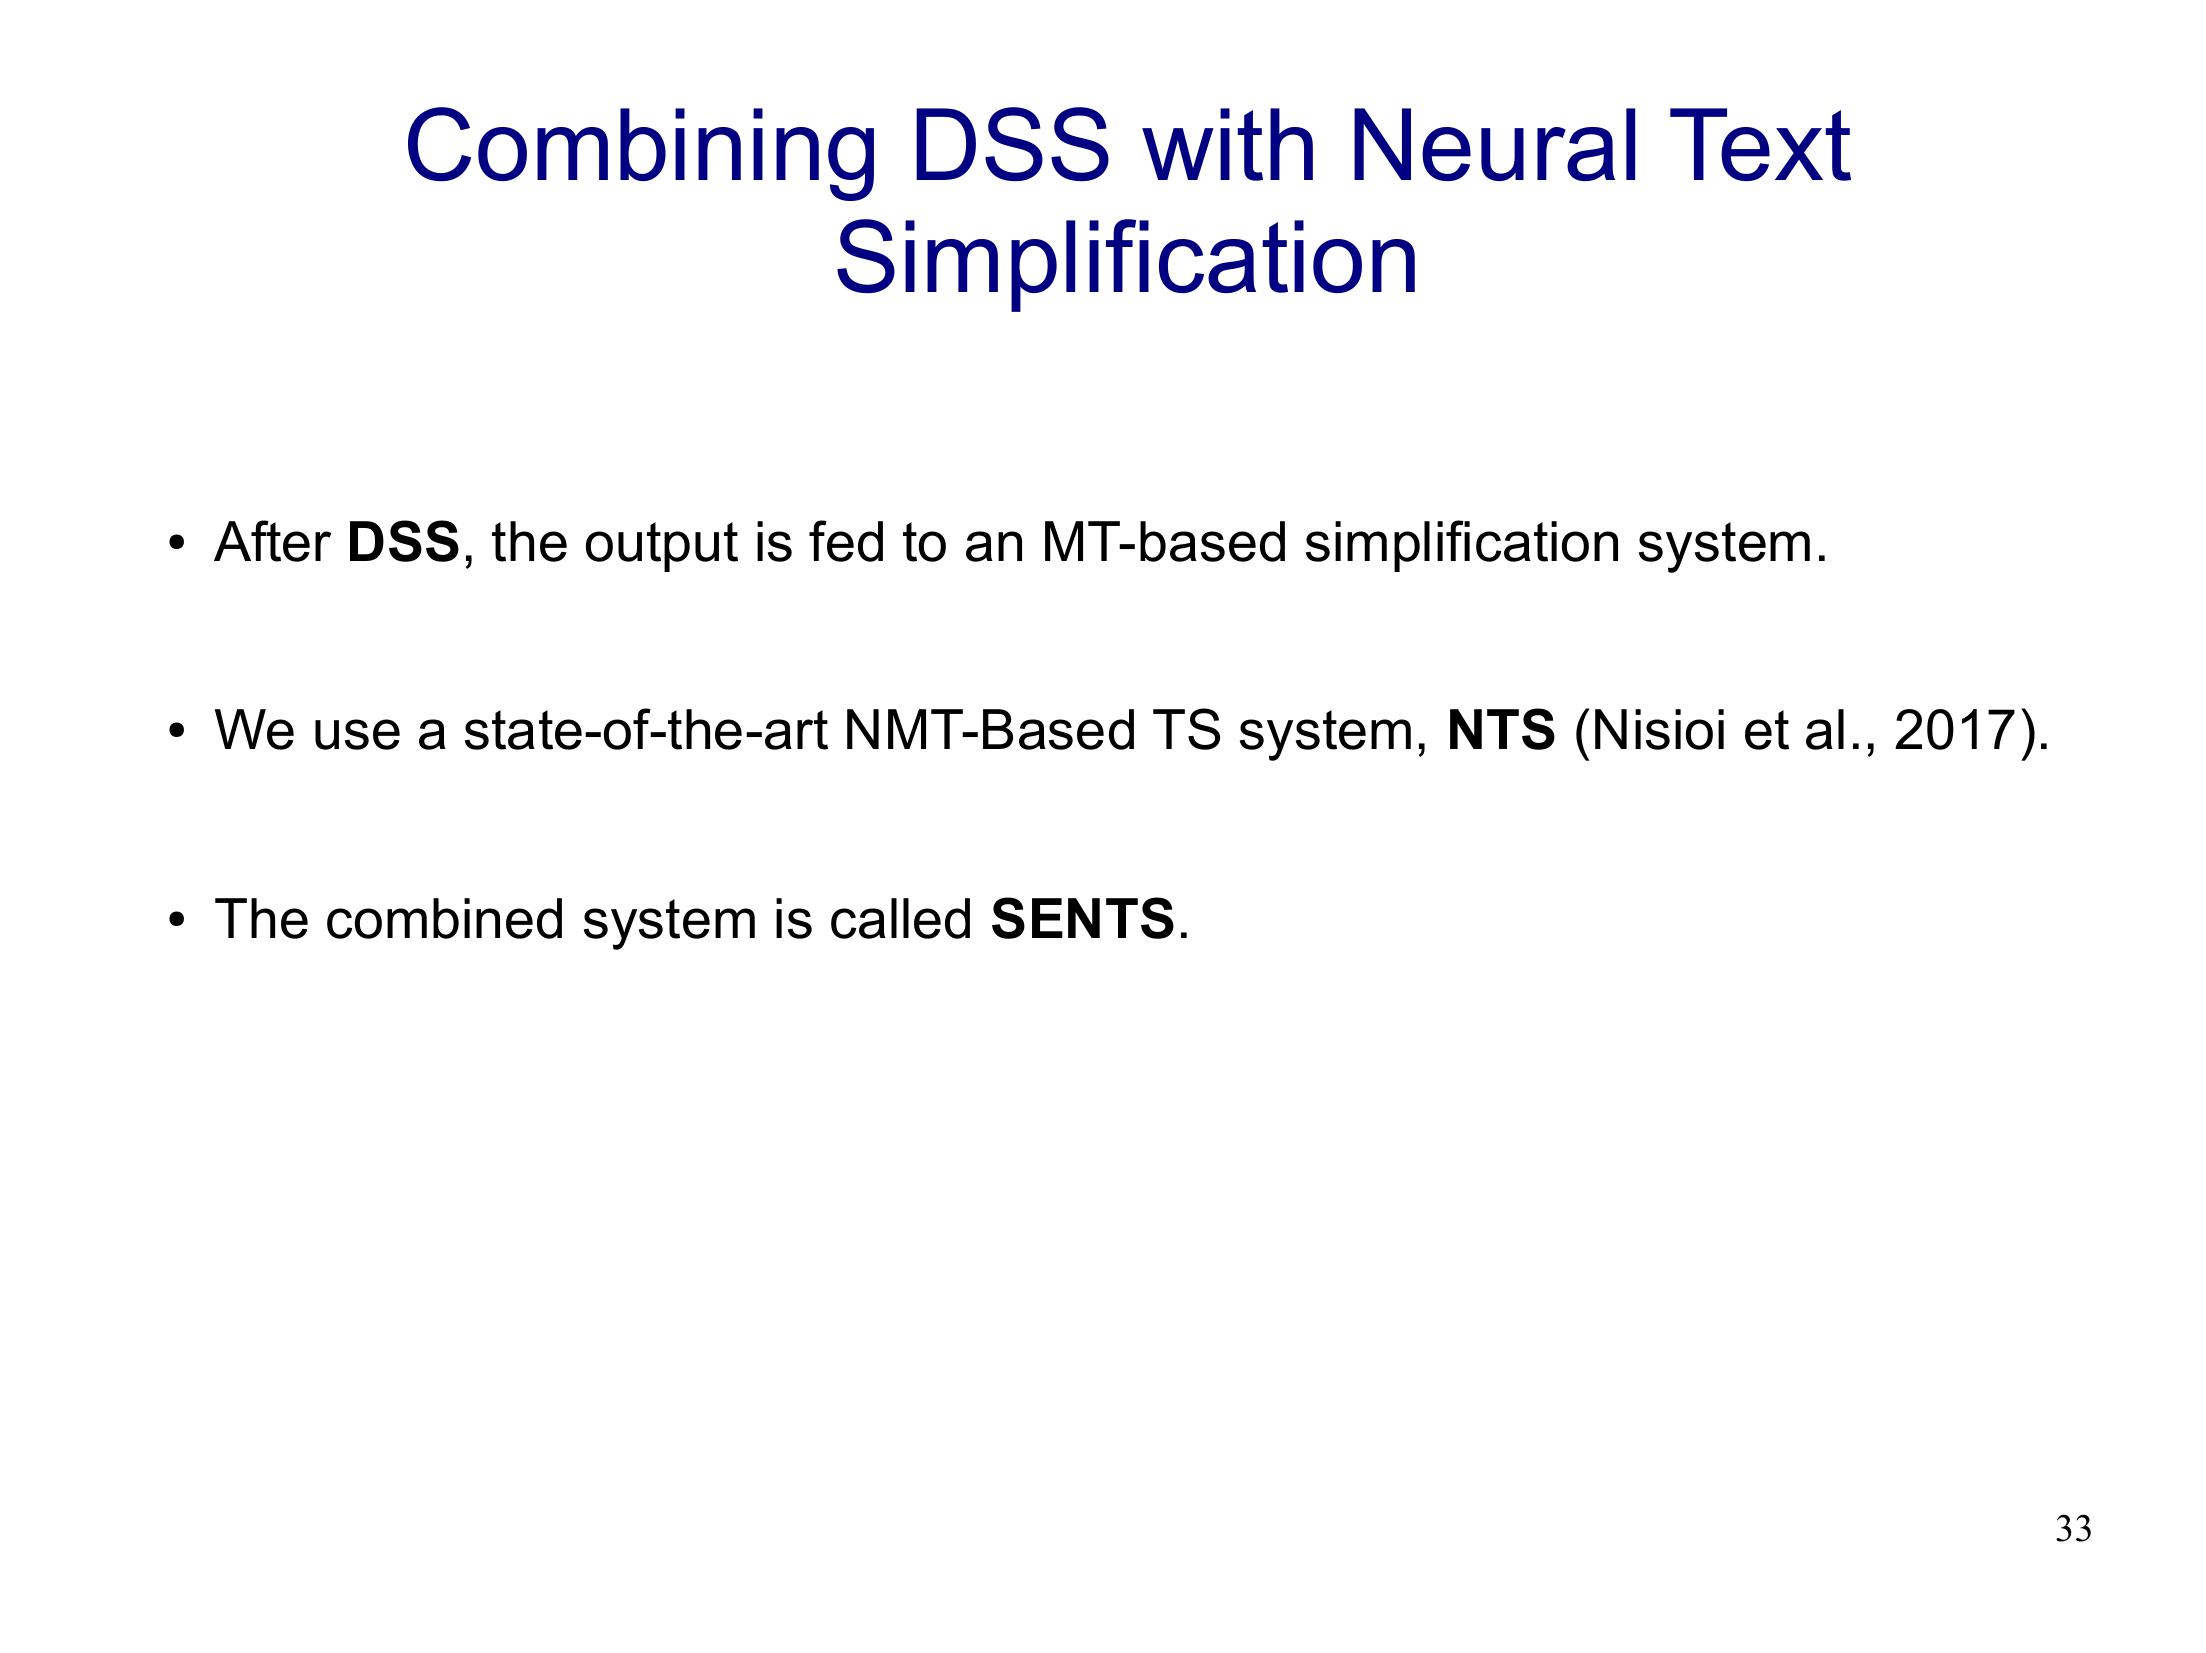 Combining DSS with Neural Text
Simplification
• After DSS, the output is fed to an MT-based simplification system.
• We use a state-of-the-art NMT-Based TS system, NTS (Nisioi et al., 2017).
• The combined system is called SENTS.
33